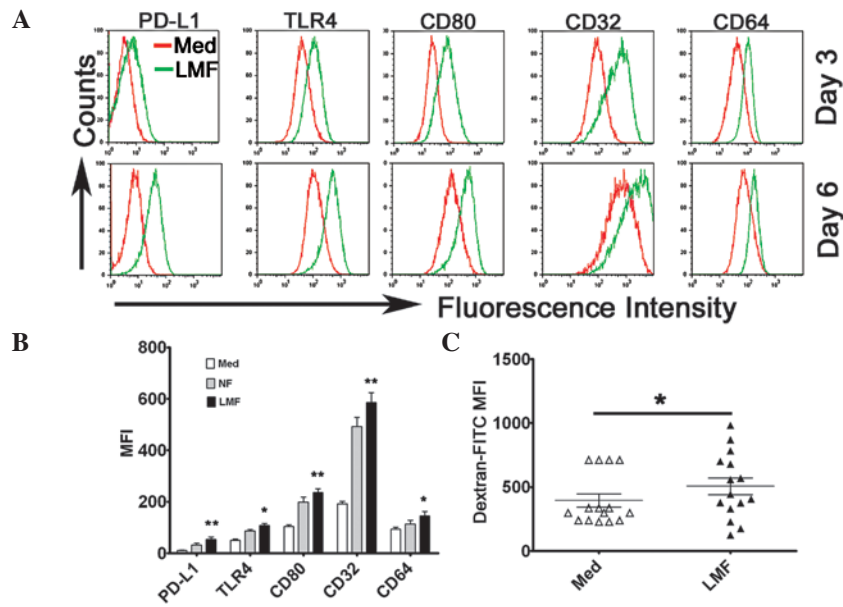 A
PD-L1 TLR4 CD80 CD32 CD64
Med
LMF
Counts
Day 3
Day 6
Fluorescence Intensity
B
MFI
800
600
400
200
0
Med
NF
LMF
** * ** ** *
PD-L1 TLR4 CD80 CD32 CD64
C
Dextran-FITC MFI
1500
1000
500
0
*
Med LMF